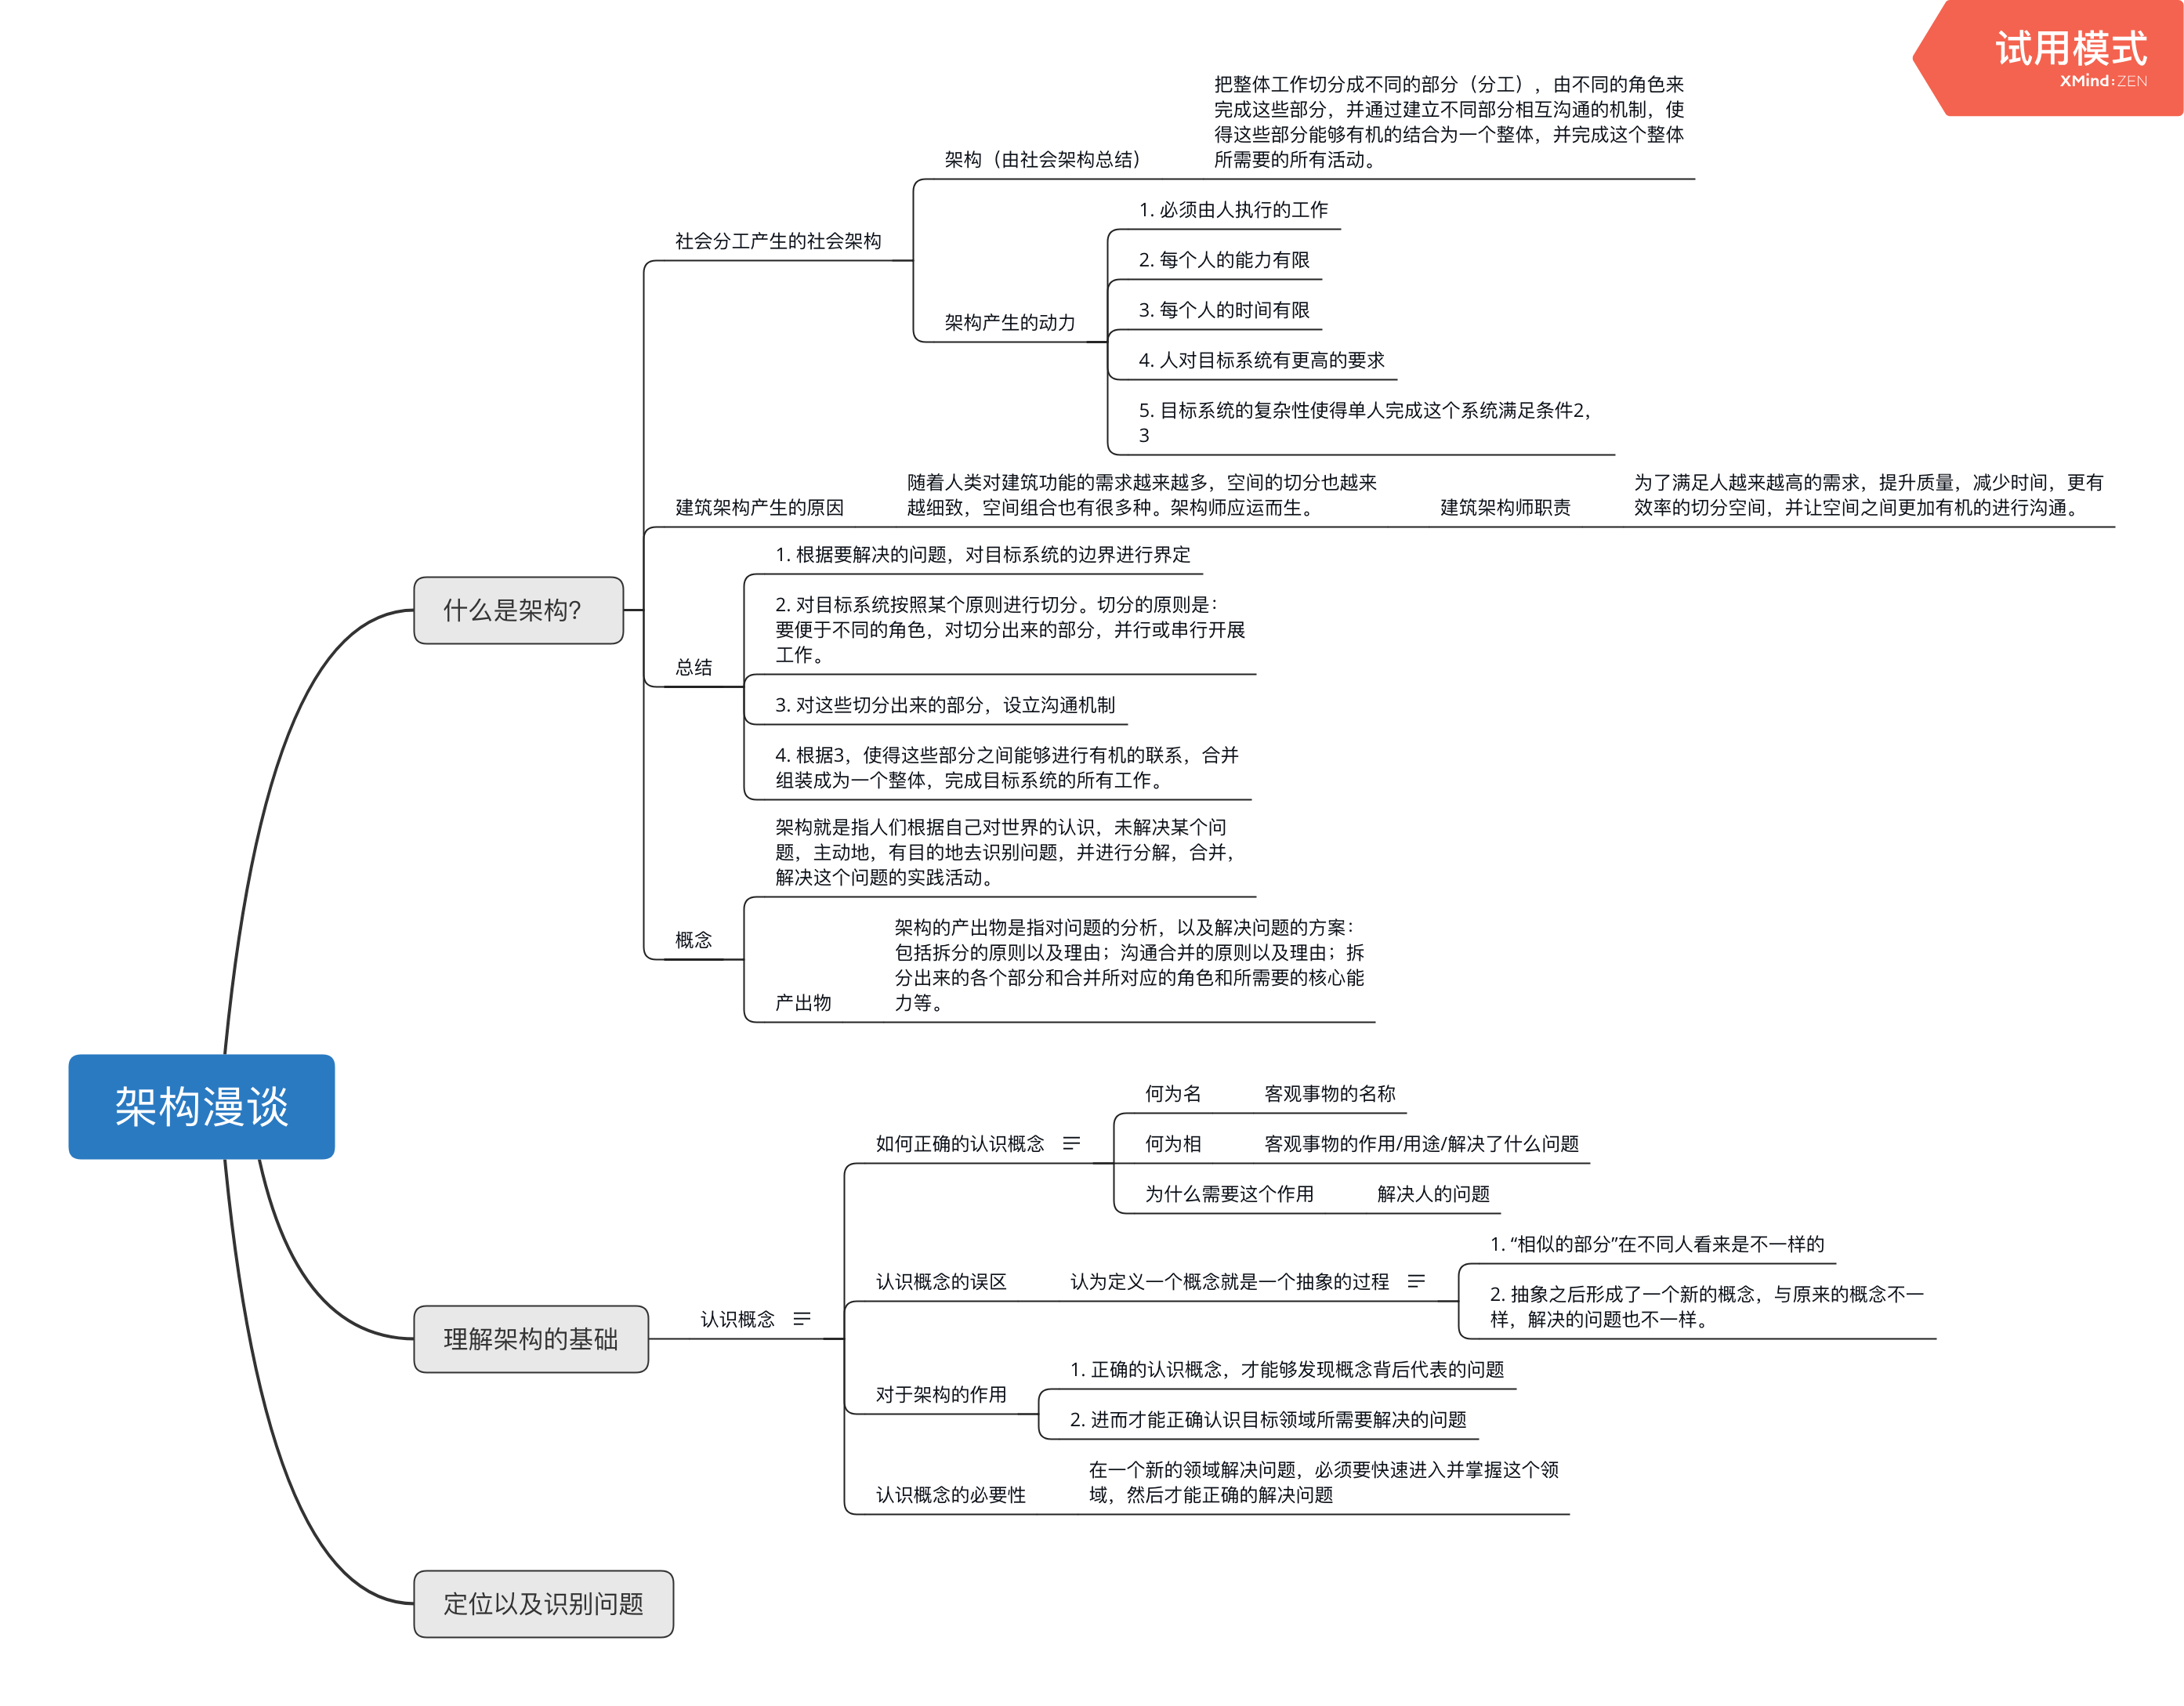 试用模式
XMind:ZEN
把整体工作切分成不同的部分（分工），由不同的角色来
完成这些部分，并通过建立不同部分相互沟通的机制，使
得这些部分能够有机的结合为一个整体，并完成这个整体
所需要的所有活动。
架构（由社会架构总结）
1. 必须由人执行的工作
社会分工产生的社会架构
2. 每个人的能力有限
3. 每个人的时间有限
架构产生的动力
4. 人对目标系统有更高的要求
5. 目标系统的复杂性使得单人完成这个系统满足条件2，
3
建筑架构产生的原因
随着人类对建筑功能的需求越来越多，空间的切分也越来
越细致，空间组合也有很多种。架构师应运而生。
建筑架构师职责
为了满足人越来越高的需求，提升质量，减少时间，更有
效率的切分空间，并让空间之间更加有机的进行沟通。
什么是架构?
1. 根据要解决的问题，对目标系统的边界进行界定
2. 对目标系统按照某个原则进行切分。切分的原则是：
要便于不同的角色，对切分出来的部分，并行或串行开展
工作。
总结
3. 对这些切分出来的部分，设立沟通机制
4. 根据3，使得这些部分之间能够进行有机的联系，合并
组装成为一个整体，完成目标系统的所有工作。
架构就是指人们根据自己对世界的认识，未解决某个问
题，主动地，有目的地去识别问题，并进行分解，合并，
解决这个问题的实践活动。
概念
架构的产出物是指对问题的分析，以及解决问题的方案：
包括拆分的原则以及理由；沟通合并的原则以及理由；拆
分出来的各个部分和合并所对应的角色和所需要的核心能
力等。
产出物
架构漫谈
何为名
客观事物的名称
如何正确的认识概念
何为相
客观事物的作用/用途/解决了什么问题
为什么需要这个作用
解决人的问题
1. “相似的部分”在不同人看来是不一样的
认识概念的误区
认为定义一个概念就是一个抽象的过程
2. 抽象之后形成了一个新的概念，与原来的概念不一
样，解决的问题也不一样。
理解架构的基础
认识概念
1. 正确的认识概念，才能够发现概念背后代表的问题
对于架构的作用
2. 进而才能正确认识目标领域所需要解决的问题
认识概念的必要性
在一个新的领域解决问题，必须要快速进入并掌握这个领
域，然后才能正确的解决问题
定位以及识别问题